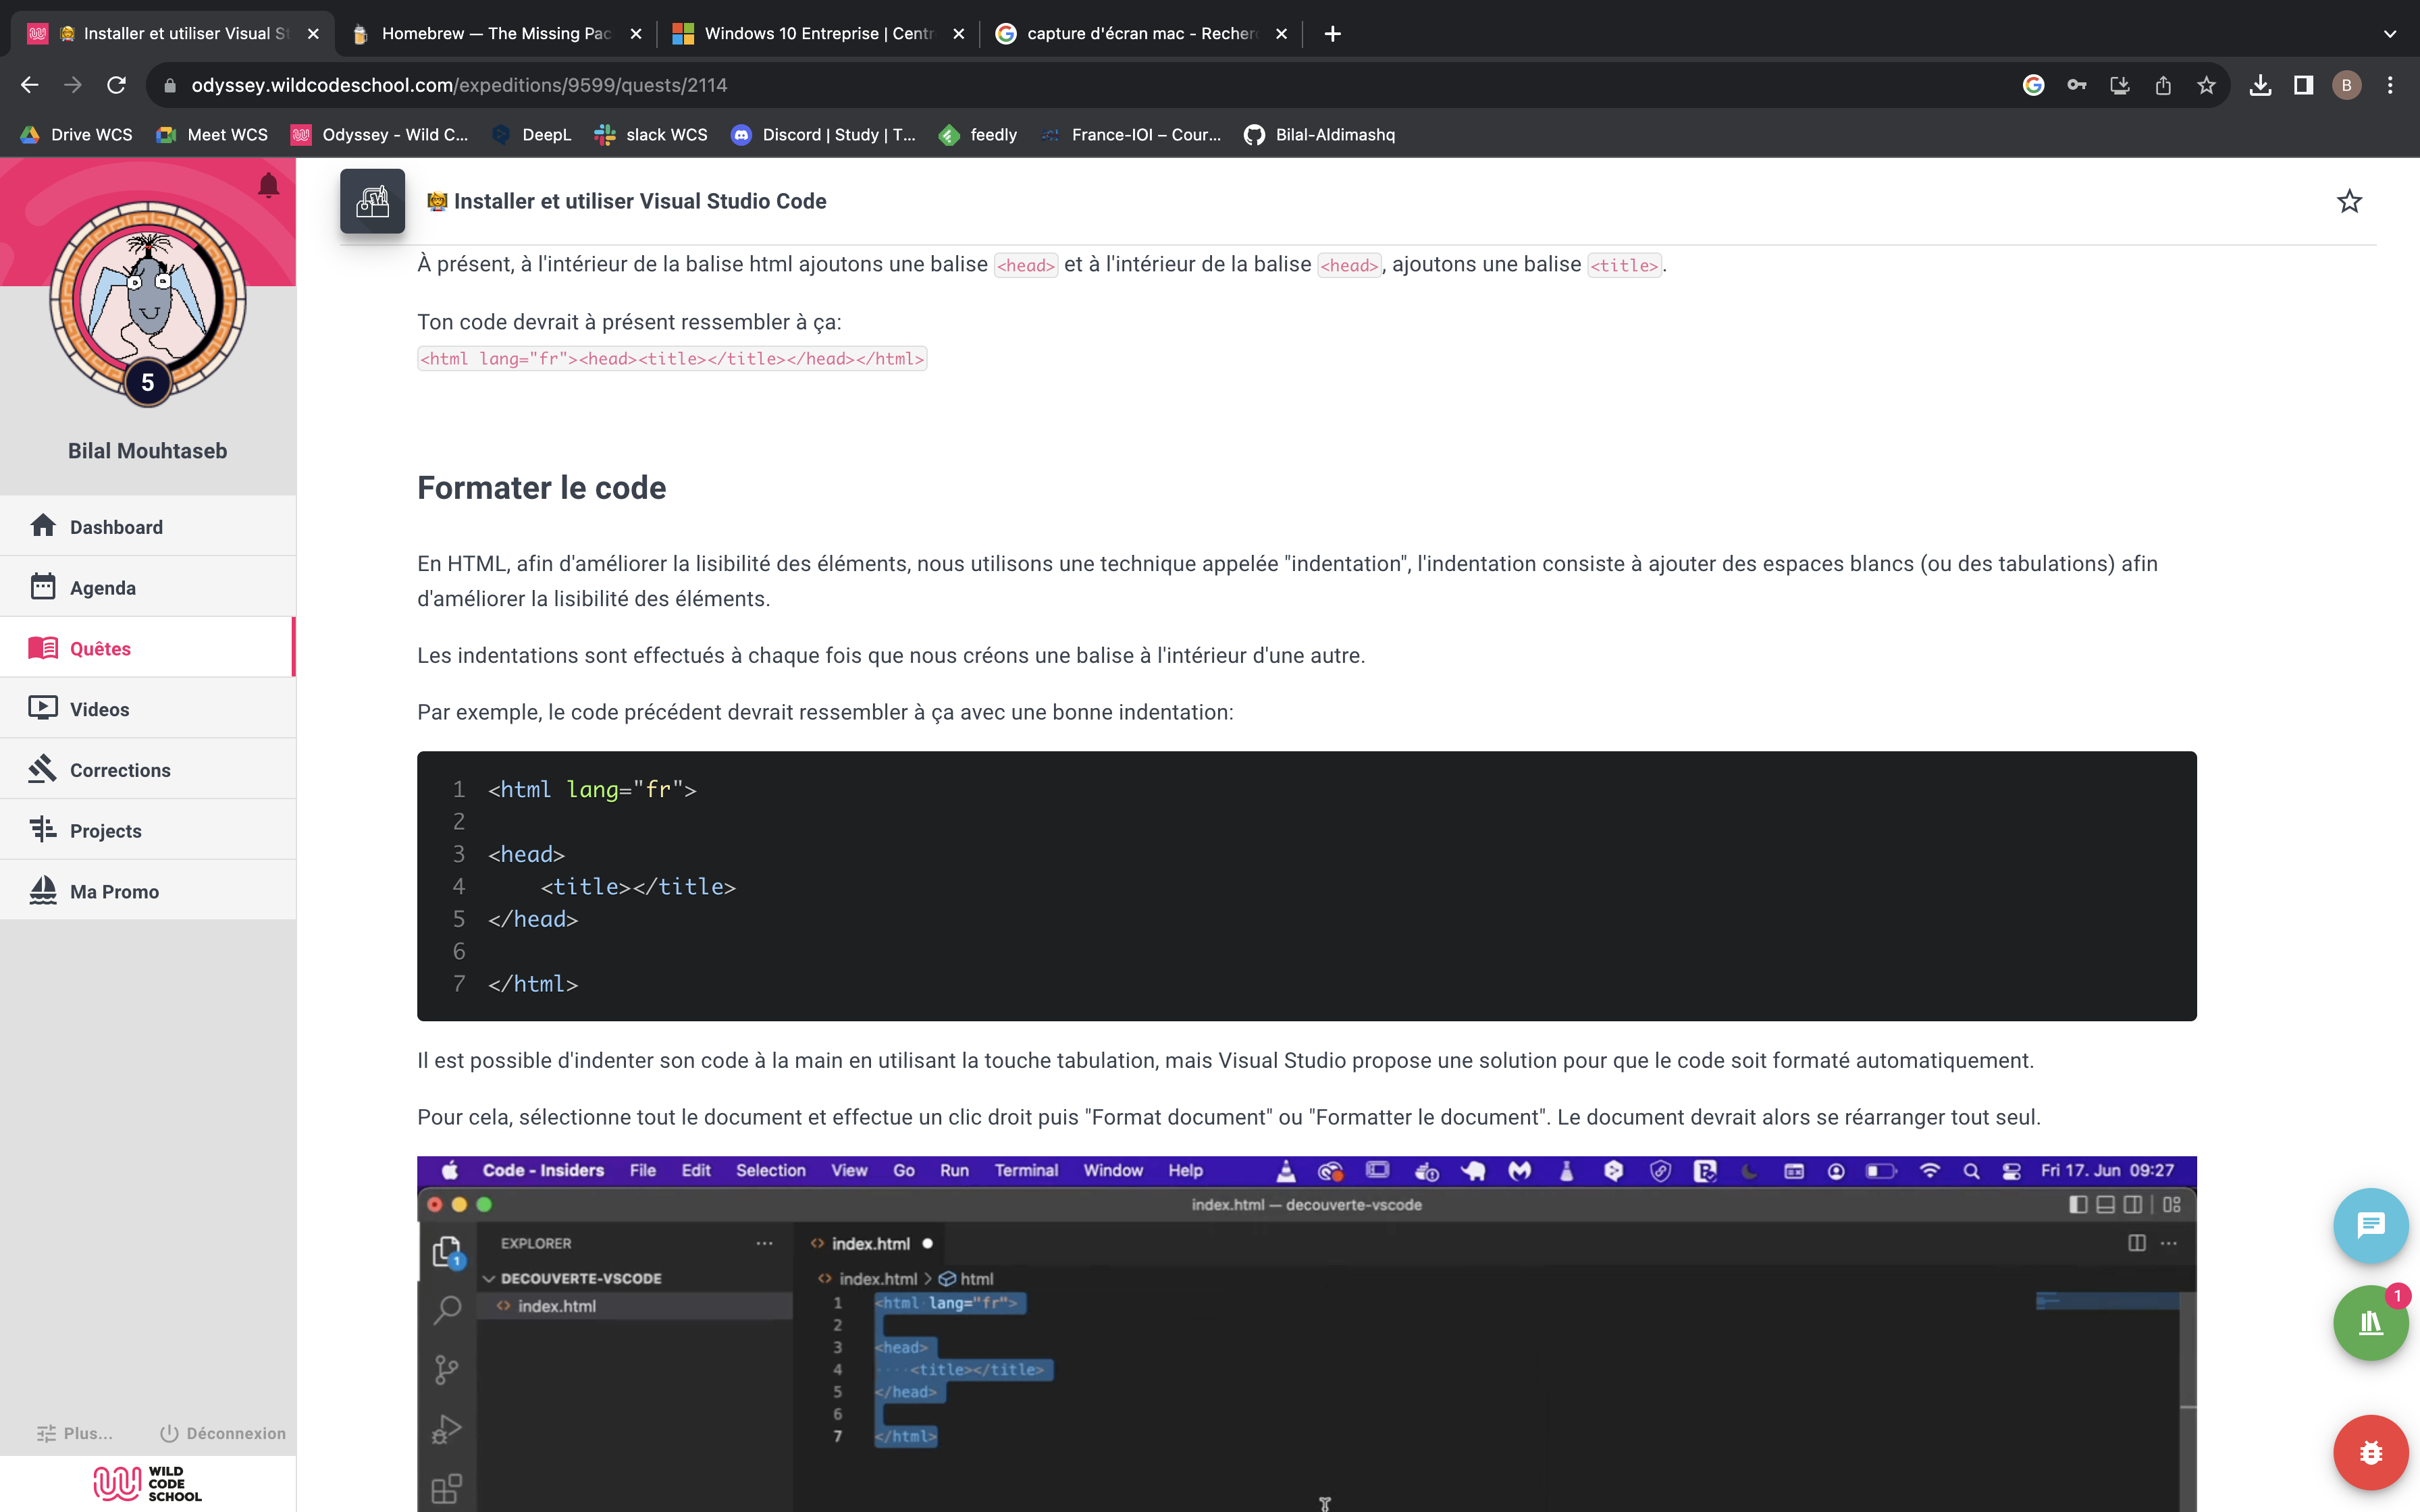 Installer et utiliser Visual St
Homebrew — The Missing Pac
Windows 10 Entreprise | Centr
capture d'écran mac - Recher
odyssey.wildcodeschool.com/expeditions/9599/quests/2114
B
Drive WCS
Meet WCS
Odyssey - Wild C...
DeepL
slack WCS
Discord | Study | T...
feedly
France-IOI – Cour...
Bilal-Aldimashq
5
Bilal Mouhtaseb
Dashboard
Agenda
Quêtes
Videos
Corrections
Projects
Ma Promo
Plus...
Déconnexion
WILD
CODE
SCHOOL
Installer et utiliser Visual Studio Code
À présent, à l'intérieur de la balise html ajoutons une balise <head> et à l'intérieur de la balise <head>, ajoutons une balise <title>.
Ton code devrait à présent ressembler à ça:
<html lang="fr"><head><title></title></head></html>
Formater le code
En HTML, afin d'améliorer la lisibilité des éléments, nous utilisons une technique appelée "indentation", l'indentation consiste à ajouter des espaces blancs (ou des tabulations) afin
d'améliorer la lisibilité des éléments.
Les indentations sont effectués à chaque fois que nous créons une balise à l'intérieur d'une autre.
Par exemple, le code précédent devrait ressembler à ça avec une bonne indentation:
1 <html lang="fr">
2
3 <head>
4     <title></title>
5 </head>
6
7 </html>
Il est possible d'indenter son code à la main en utilisant la touche tabulation, mais Visual Studio propose une solution pour que le code soit formaté automatiquement.
Pour cela, sélectionne tout le document et effectue un clic droit puis "Format document" ou "Formatter le document". Le document devrait alors se réarranger tout seul.
Code - Insiders File Edit Selection View Go Run Terminal Window Help Fri 17. Jun 09:27
index.html — decouverte-vscode
1
EXPLORER
DECOUVERTE-VSCODE
index.html
index.html
index.html > html
1 <html lang="fr">
2
3 <head>
4 ····<title></title>
5 </head>
6
7 </html>
1